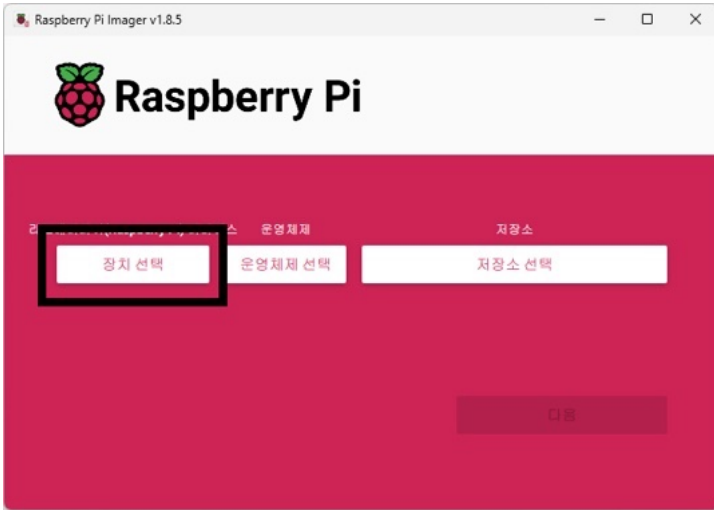 Raspberry Pi Imager v1.8.5
Raspberry Pi
운영체제
저장소
장치 선택
운영체제 선택
저장소 선택
다음